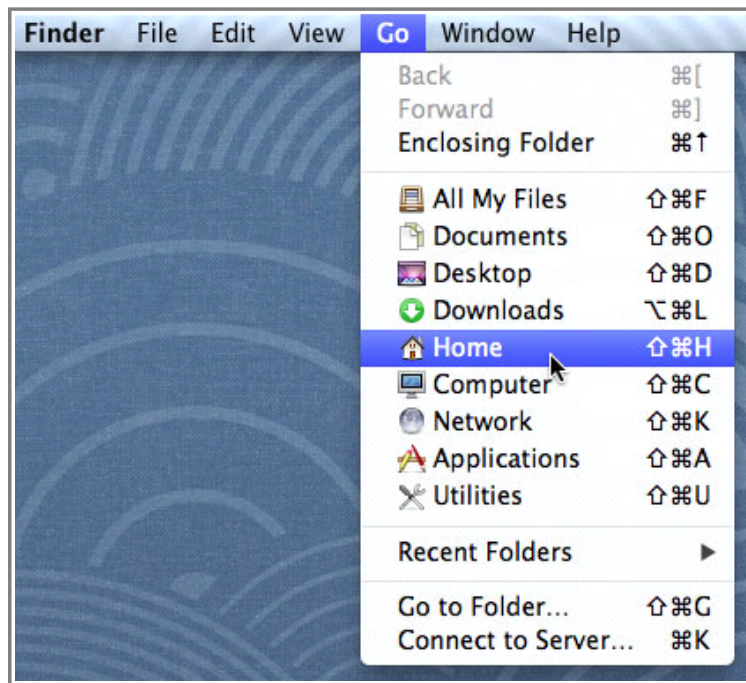 Finder File Edit View Go Window Help
Back ⌘[
Forward ⌘]
Enclosing Folder ⌘↑
All My Files ⇧⌘F
Documents ⇧⌘O
Desktop ⇧⌘D
Downloads ⌥⌘L
Home ⇧⌘H
Computer ⇧⌘C
Network ⇧⌘K
Applications ⇧⌘A
Utilities ⇧⌘U
Recent Folders ▶
Go to Folder... ⇧⌘G
Connect to Server... ⌘K